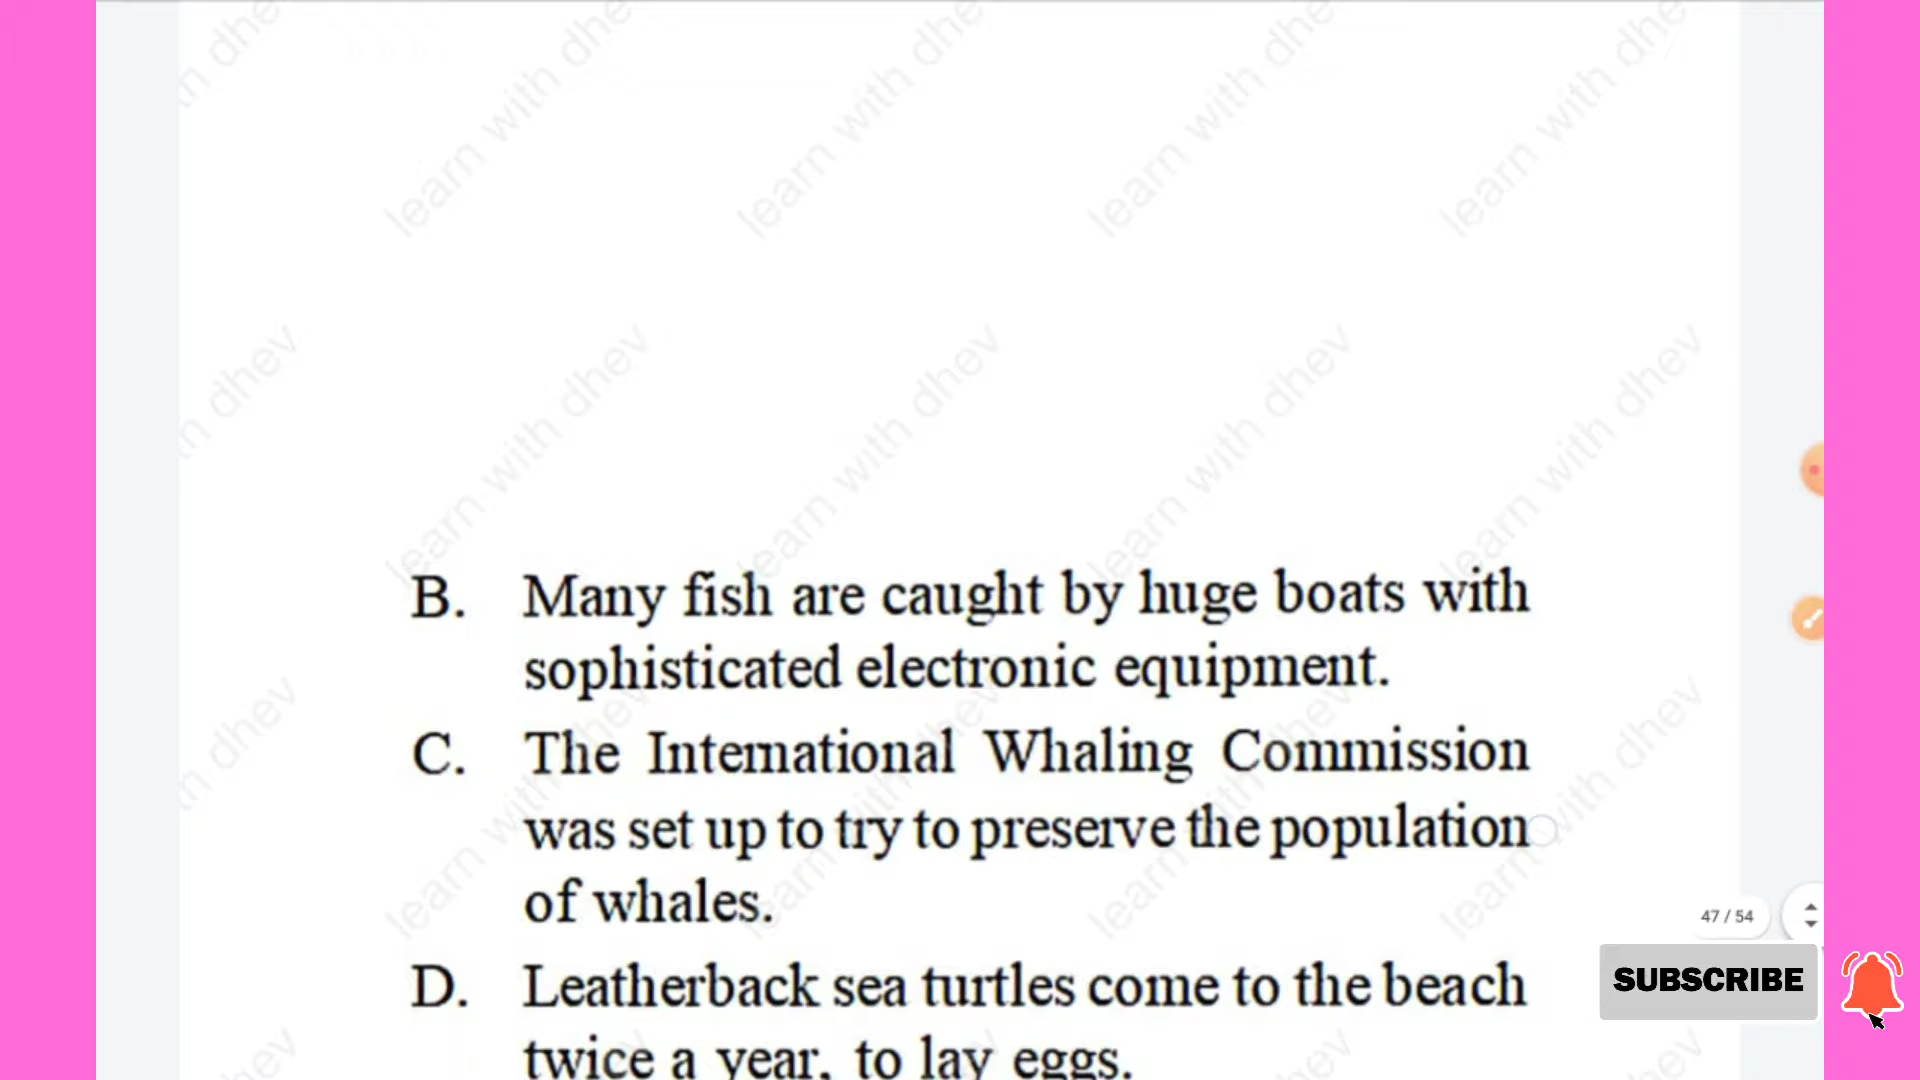 learn with dhev
B. Many fish are caught by huge boats with
sophisticated electronic equipment.
C. The International Whaling Commission
was set up to try to preserve the population
of whales.
47 / 54
D. Leatherback sea turtles come to the beach
twice a year, to lay eggs.
SUBSCRIBE